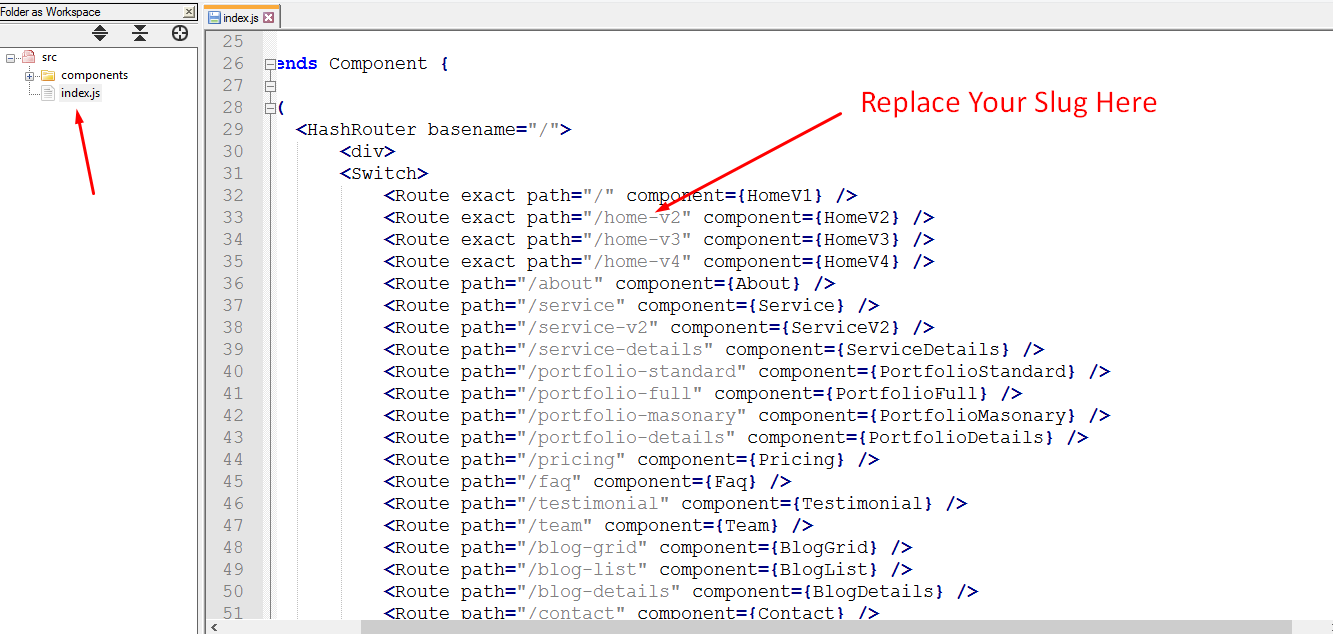 Folder as Workspace
src
components
index.js
index.js
Replace Your Slug Here
25
26 ends Component {
27
28 (
29 <HashRouter basename="/">
30 <div>
31 <Switch>
32 <Route exact path="/" component={HomeV1} />
33 <Route exact path="/home-v2" component={HomeV2} />
34 <Route exact path="/home-v3" component={HomeV3} />
35 <Route exact path="/home-v4" component={HomeV4} />
36 <Route path="/about" component={About} />
37 <Route path="/service" component={Service} />
38 <Route path="/service-v2" component={ServiceV2} />
39 <Route path="/service-details" component={ServiceDetails} />
40 <Route path="/portfolio-standard" component={PortfolioStandard} />
41 <Route path="/portfolio-full" component={PortfolioFull} />
42 <Route path="/portfolio-masonary" component={PortfolioMasonary} />
43 <Route path="/portfolio-details" component={PortfolioDetails} />
44 <Route path="/pricing" component={Pricing} />
45 <Route path="/faq" component={Faq} />
46 <Route path="/testimonial" component={Testimonial} />
47 <Route path="/team" component={Team} />
48 <Route path="/blog-grid" component={BlogGrid} />
49 <Route path="/blog-list" component={BlogList} />
50 <Route path="/blog-details" component={BlogDetails} />
51 <Route path="/contact" component={Contact} />